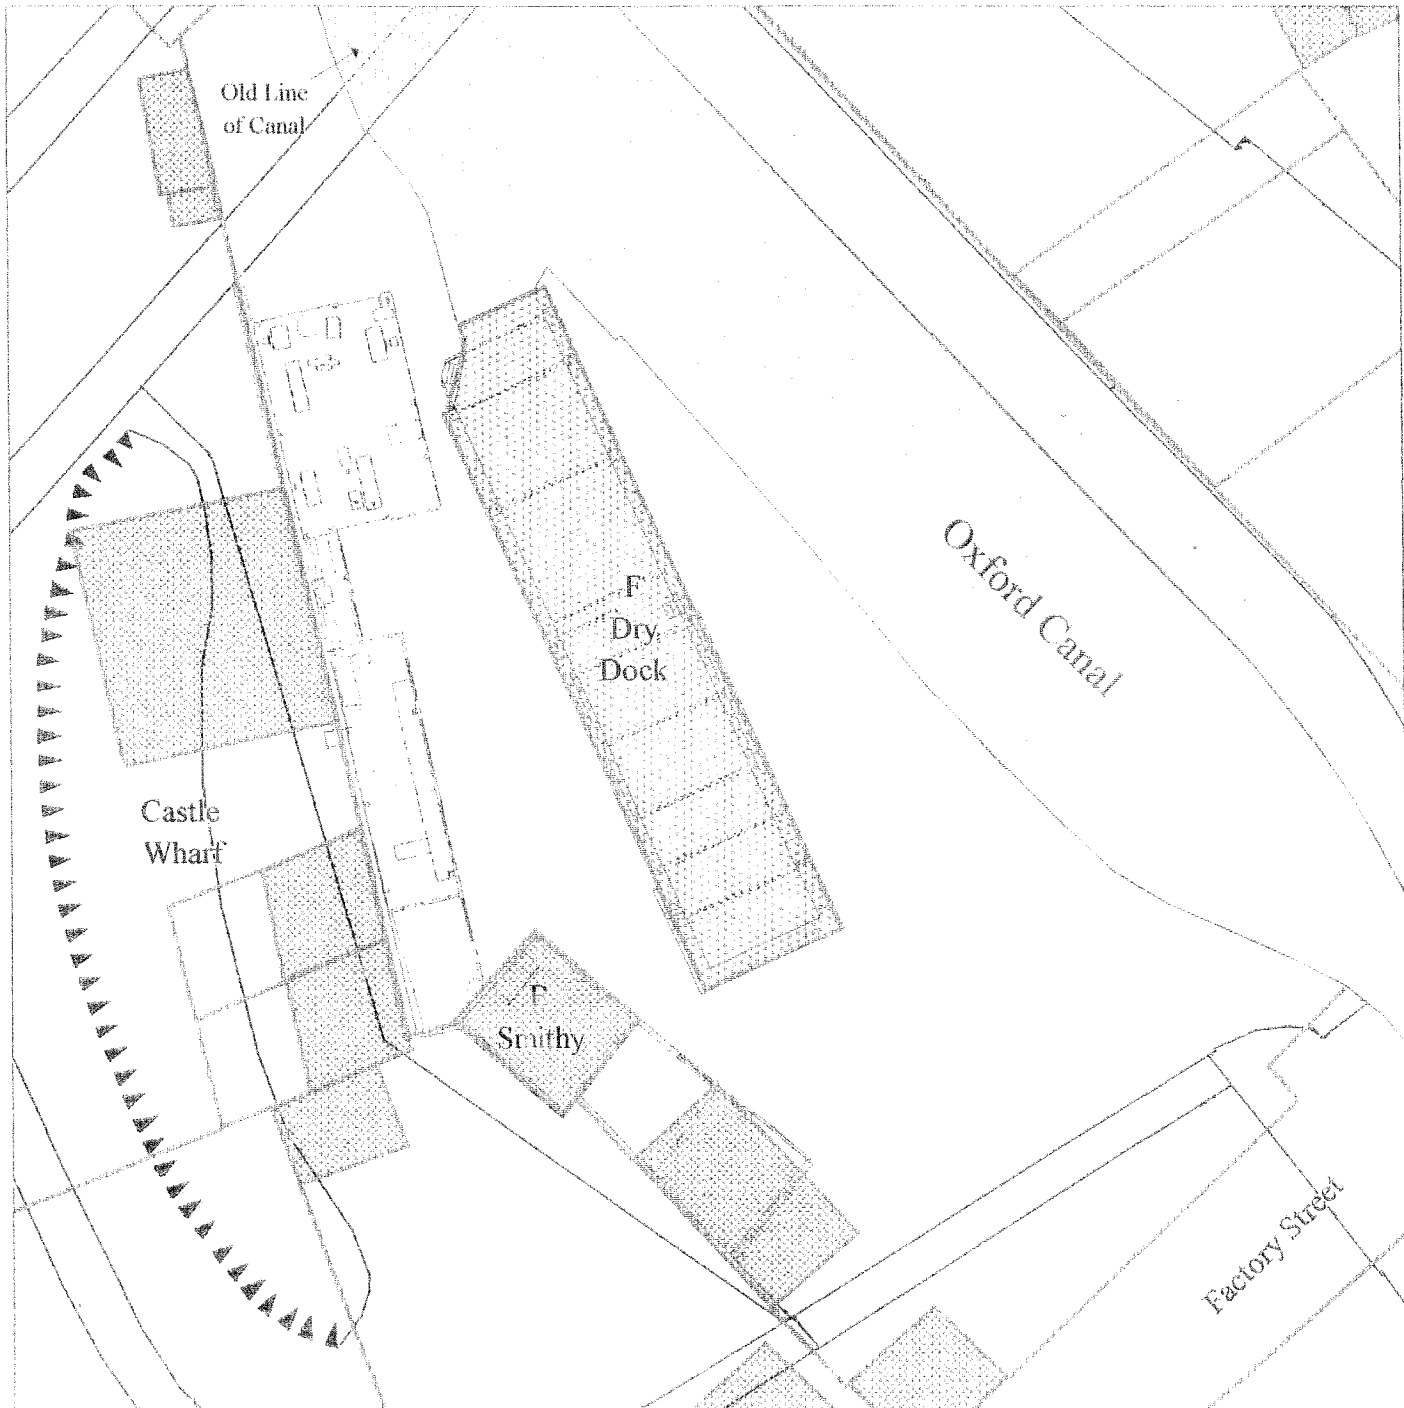 Old Line
of Canal
Oxford Canal
F
Dry
Dock
Castle
Wharf
Smithy
Factory Street